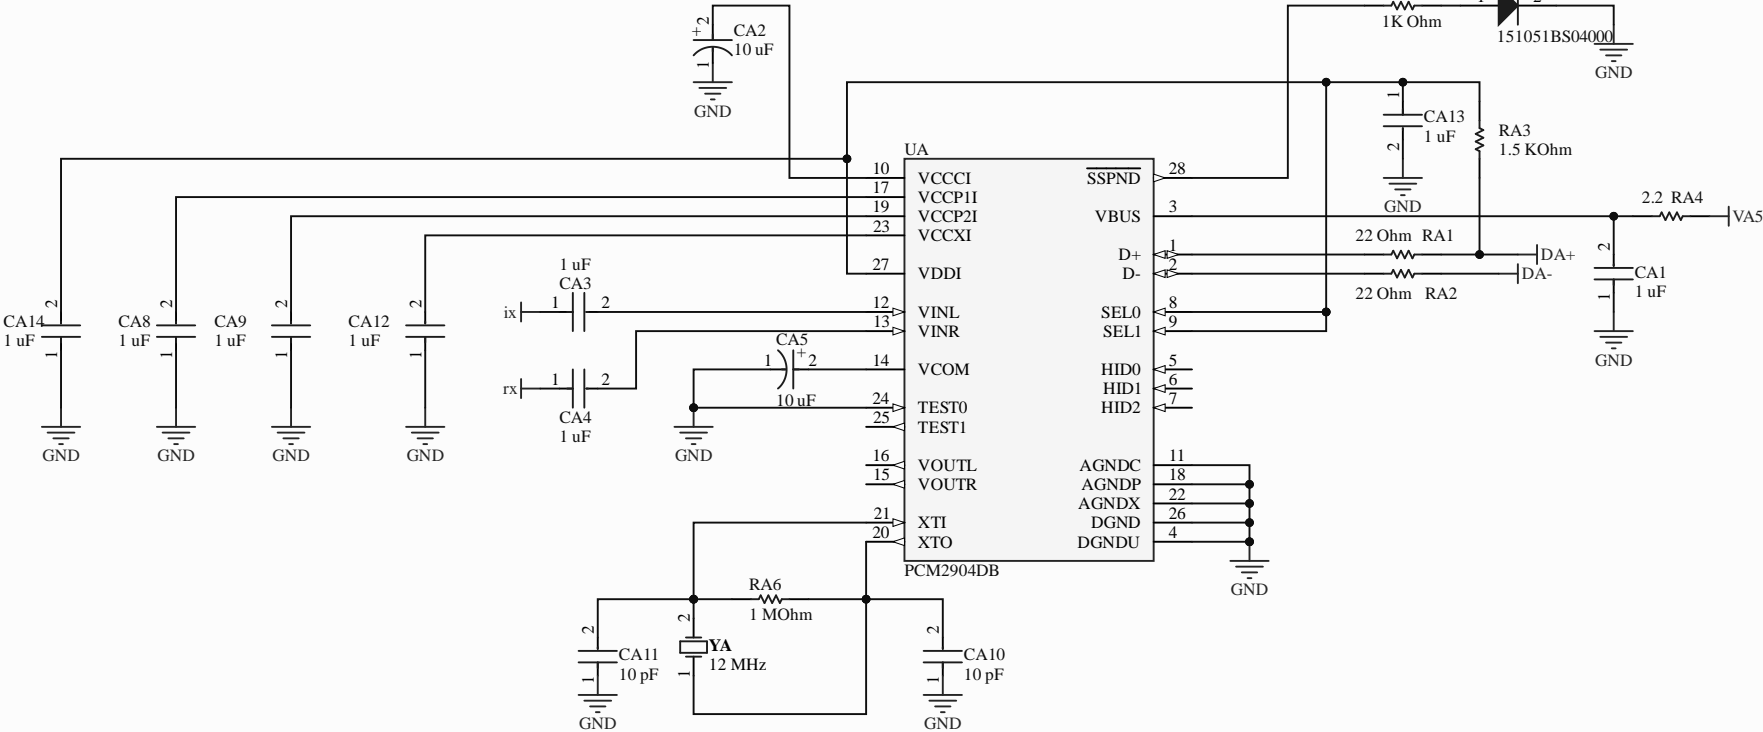 1K Ohm
151051BS04000
GND
+ 2
CA2
10 uF
1
GND
1
CA13
1 uF
2
GND
RA3
1.5 KOhm
UA
10 VCCCI
17 VCCP1I
19 VCCP2I
23 VCCXI
27 VDDI
12 VINL
13 VINR
14 VCOM
24 TEST0
25 TEST1
16 VOUTL
15 VOUTR
21 XTI
20 XTO
SSPND 28
VBUS 3
D+ 1
D- 2
SEL0 8
SEL1 9
HID0 5
HID1 6
HID2 7
AGNDC 11
AGNDP 18
AGNDX 22
DGND 26
DGNDU 4
PCM2904DB
GND
2.2 RA4
VA5
22 Ohm RA1
DA+
DA-
22 Ohm RA2
2
CA1
1 uF
1
GND
1 uF
CA3
ix 1 2
rx 1 2
CA4
1 uF
CA5
1 + 2
10 uF
GND
2
CA14
1 uF
1
GND
2
CA8
1 uF
1
GND
2
CA9
1 uF
1
GND
2
CA12
1 uF
1
GND
RA6
1 MOhm
2
YA
12 MHz
1
2
CA11
10 pF
1
GND
2
CA10
10 pF
1
GND